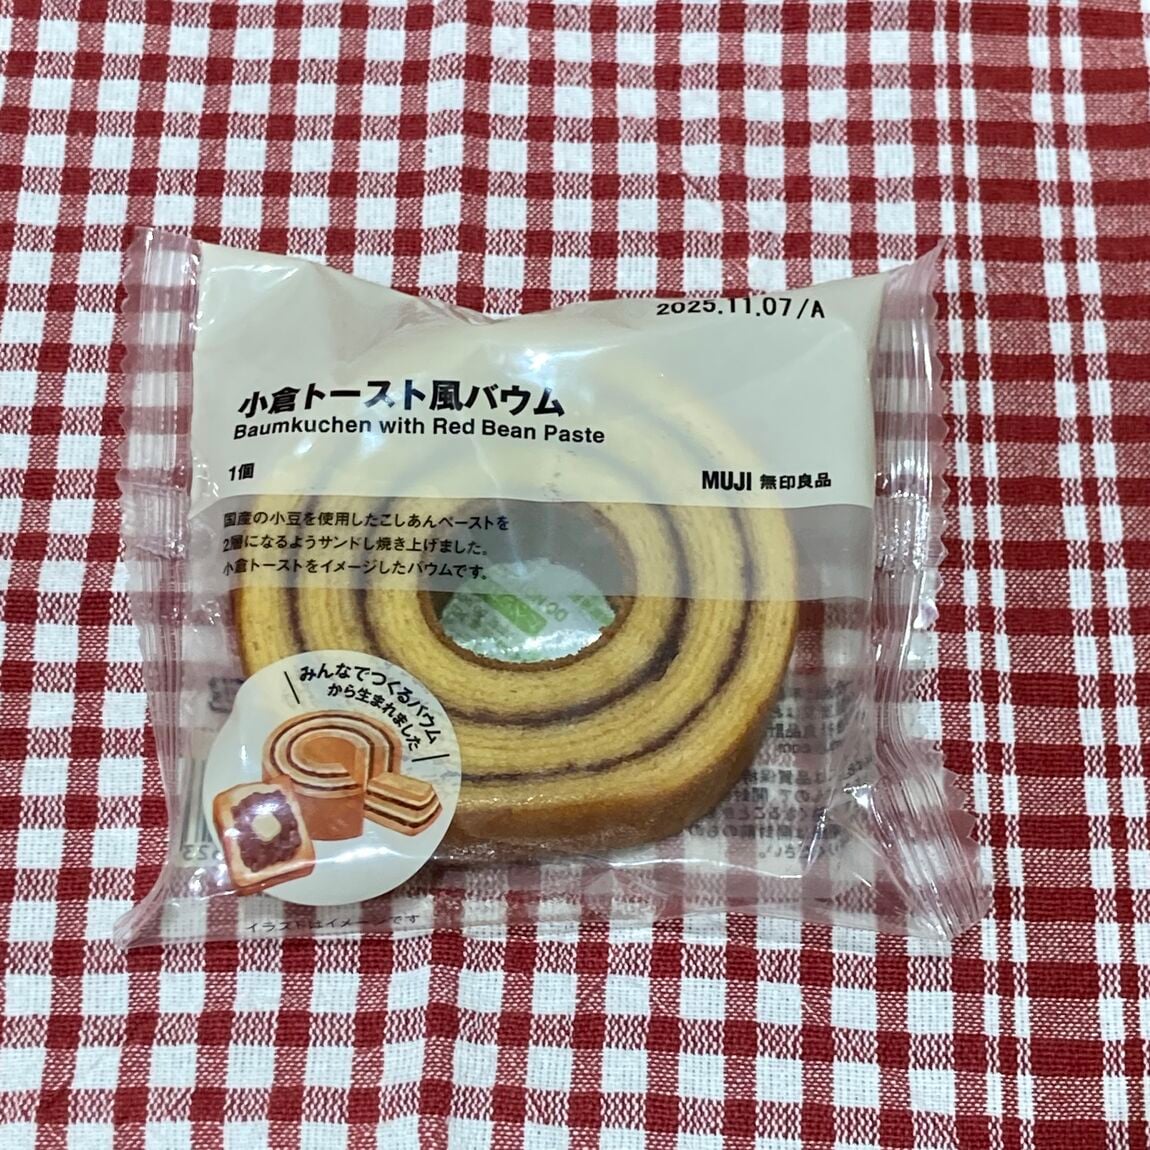 2025.11.07/A
小倉トースト風バウム
Baumkuchen with Red Bean Paste
1個
MUJI 無印良品
国産の小豆を使用したこしあんペーストを
2層になるようサンドし焼き上げました。
小倉トーストをイメージしたバウムです。
みんなでつくるバウム
から生まれました
イラストはイメージです